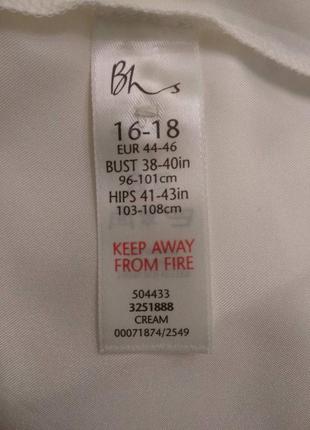 Bhs
16-18
EUR 44-46
BUST 38-40in
96-101cm
HIPS 41-43in
103-108cm
KEEP AWAY
FROM FIRE
504433
3251888
CREAM
00071874/2549